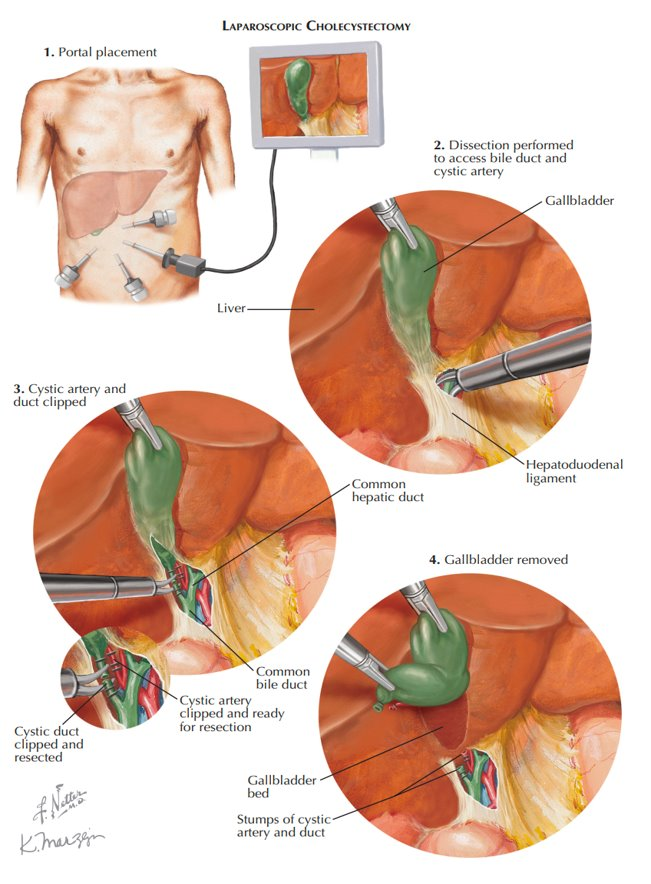 LAPAROSCOPIC CHOLECYSTECTOMY
1. Portal placement
2. Dissection performed
to access bile duct and
cystic artery
Gallbladder
Liver
Hepatoduodenal
ligament
3. Cystic artery and
duct clipped
Common
hepatic duct
Common
bile duct
Cystic artery
clipped and ready
for resection
Cystic duct
clipped and
resected
4. Gallbladder removed
Gallbladder
bed
Stumps of cystic
artery and duct
F. Netter
M.D.
K. Marzejon